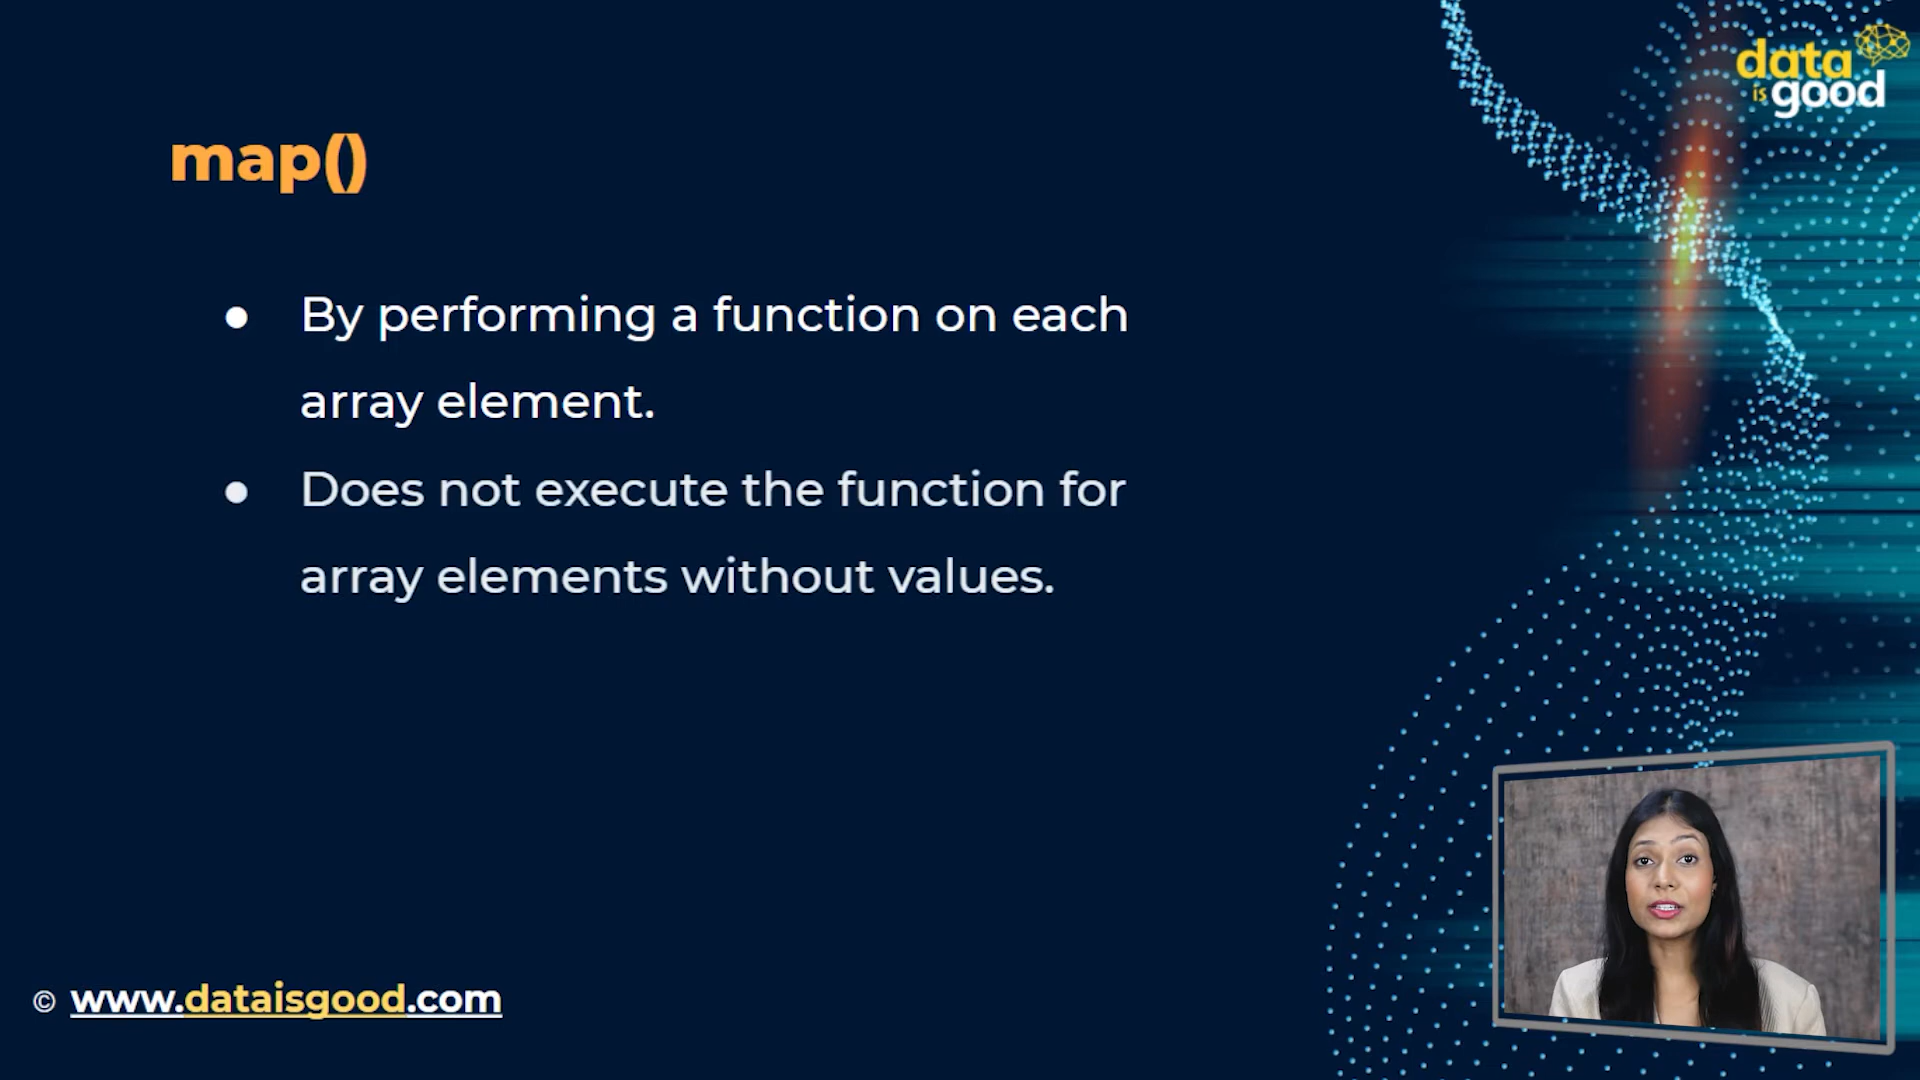 data
is good
map()
● By performing a function on each
array element.
● Does not execute the function for
array elements without values.
© www.dataisgood.com